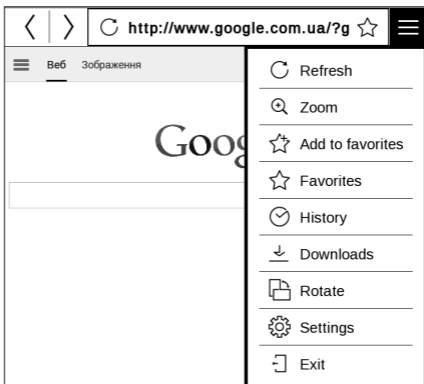 http://www.google.com.ua/?g
Веб Зображення
Goog
Refresh
Zoom
Add to favorites
Favorites
History
Downloads
Rotate
Settings
Exit